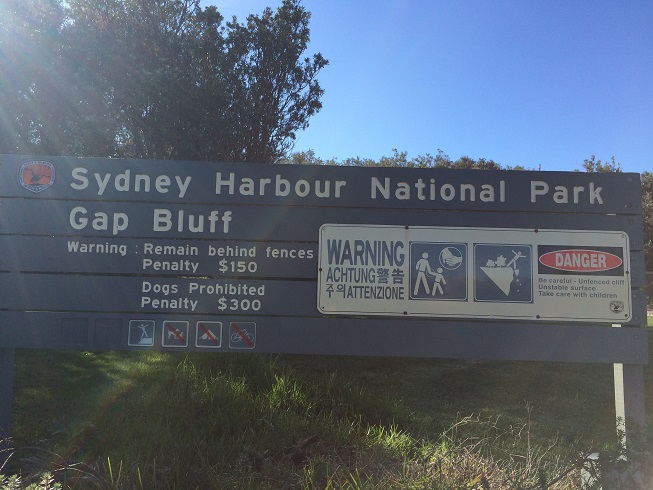 Sydney Harbour National Park
Gap Bluff
Warning : Remain behind fences
Penalty $150
Dogs Prohibited
Penalty $300
WARNING
ACHTUNG 警告
주의 ATTENZIONE
DANGER
Be careful - Unfenced cliff
Unstable surface
Take care with children